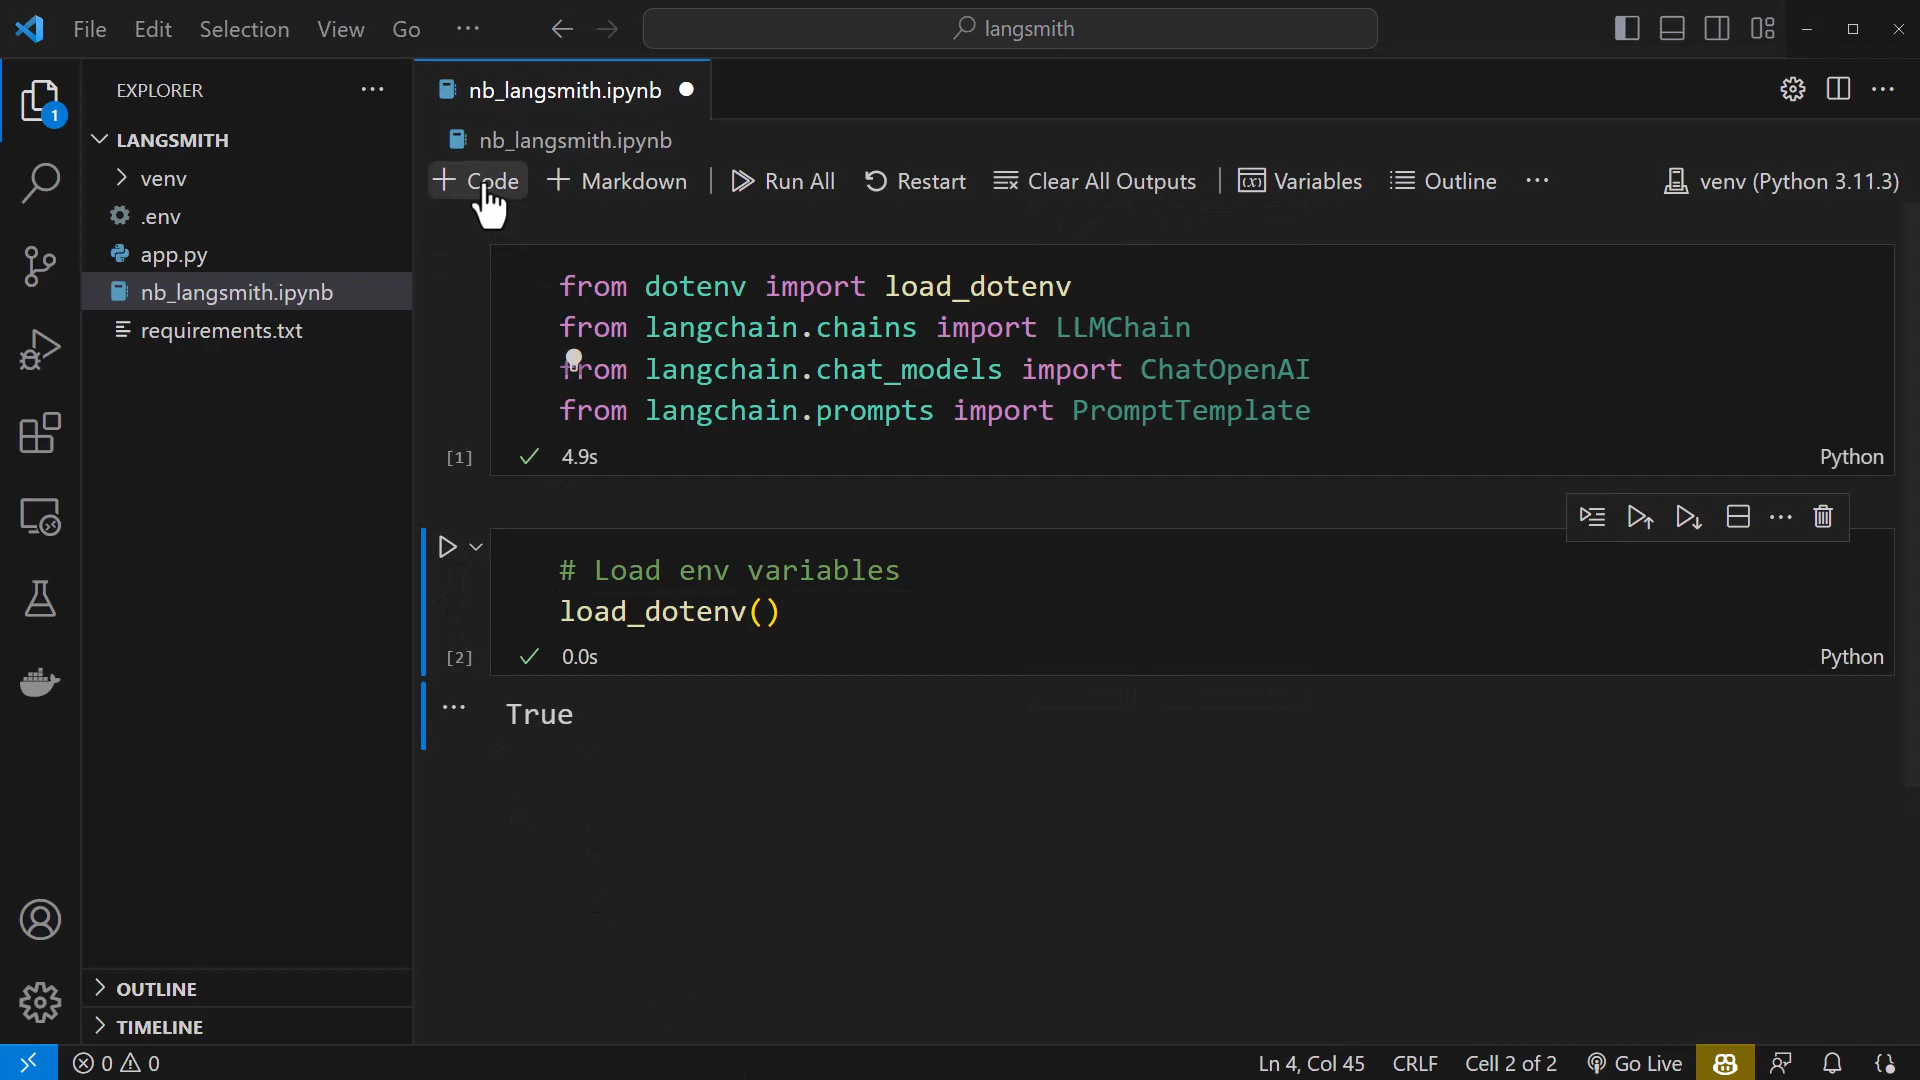 File Edit Selection View Go ···
langsmith
EXPLORER ···
1
LANGSMITH
venv
.env
app.py
nb_langsmith.ipynb
requirements.txt
OUTLINE
TIMELINE
nb_langsmith.ipynb
nb_langsmith.ipynb
Code Markdown Run All Restart Clear All Outputs Variables Outline ··· venv (Python 3.11.3)
from dotenv import load_dotenv
from langchain.chains import LLMChain
from langchain.chat_models import ChatOpenAI
from langchain.prompts import PromptTemplate
[1] 4.9s Python
# Load env variables
load_dotenv()
[2] 0.0s Python
True
0 0 Ln 4, Col 45 CRLF Cell 2 of 2 Go Live